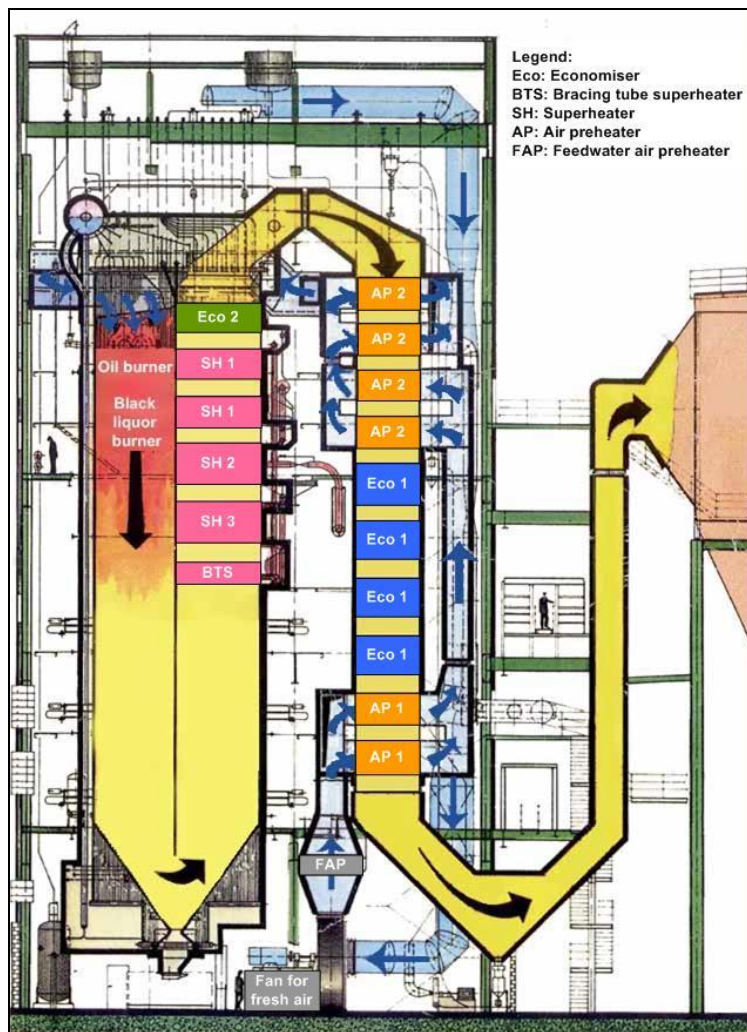 Legend:
Eco: Economiser
BTS: Bracing tube superheater
SH: Superheater
AP: Air preheater
FAP: Feedwater air preheater
Eco 2
SH 1
SH 1
SH 2
SH 3
BTS
Oil burner
Black
liquor
burner
AP 2
AP 2
AP 2
AP 2
Eco 1
Eco 1
Eco 1
Eco 1
AP 1
AP 1
FAP
Fan for
fresh air